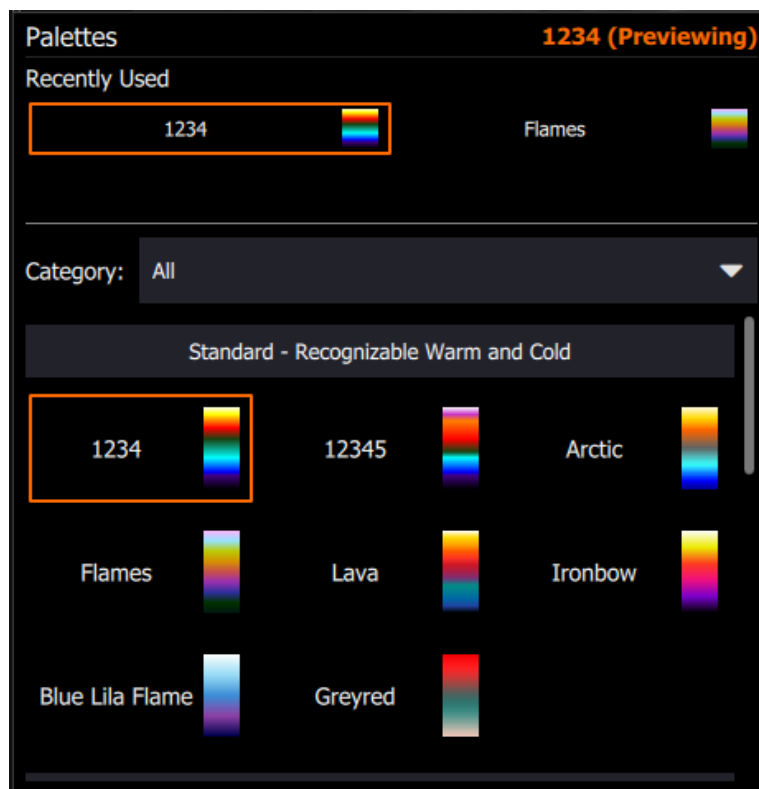 Palettes 1234 (Previewing)
Recently Used
1234 Flames
Category: All
Standard - Recognizable Warm and Cold
1234 12345 Arctic
Flames Lava Ironbow
Blue Lila Flame Greyred